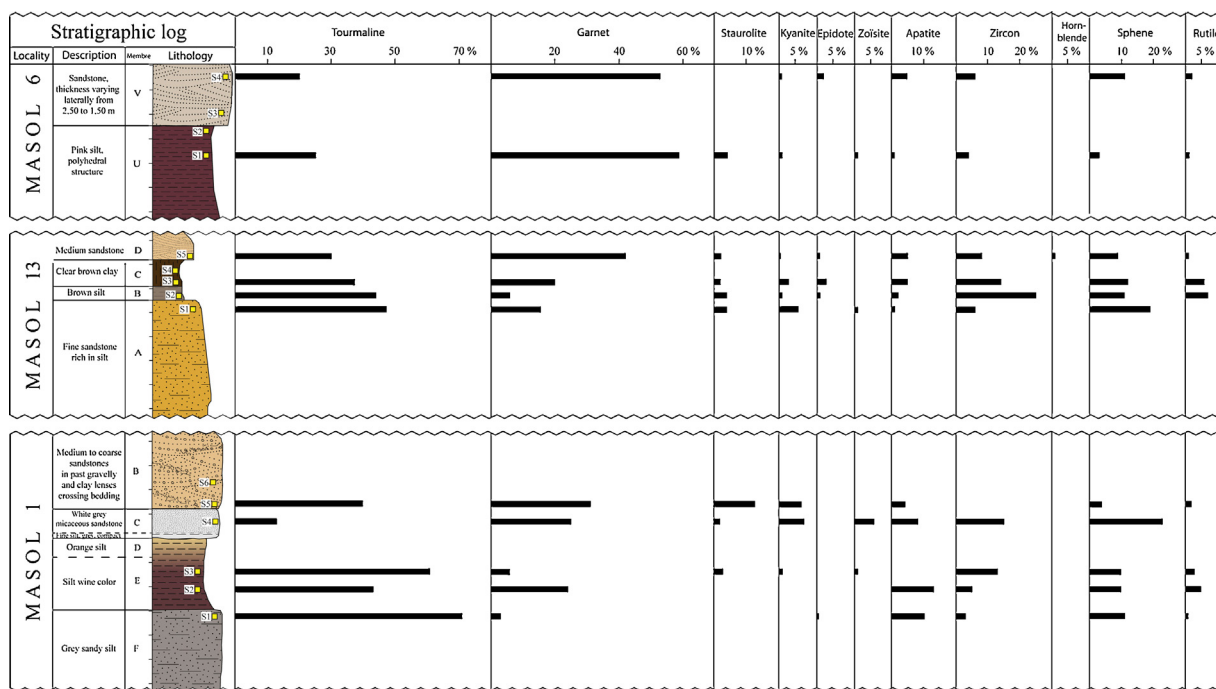 Stratigraphic log
Locality Description Membre Lithology
Tourmaline
10 30 50 70 %
Garnet
20 40 60 %
Staurolite
10 %
Kyanite
5 %
Epidote
5 %
Zoïsite
5 %
Apatite
10 %
Zircon
10 20 %
Horn-
blende
5 %
Sphene
10 20 %
Rutile
5 %
MASOL 6
Sandstone,
thickness varying
laterally from
2,50 to 1,50 m
V
S4
S3
Pink silt,
polyhedral
structure
U
S2
S1
MASOL 13
Medium sandstone D
S5
Clear brown clay C
S4
S3
Brown silt B
S2
S1
Fine sandstone
rich in silt
A
MASOL 1
Medium to coarse
sandstones
in past gravelly
and clay lenses
crossing bedding
B
S6
S5
White grey
micaceous sandstone
C
S4
Fine silt, grey, compact
Orange silt D
Silt wine color E
S3
S2
S1
Grey sandy silt F